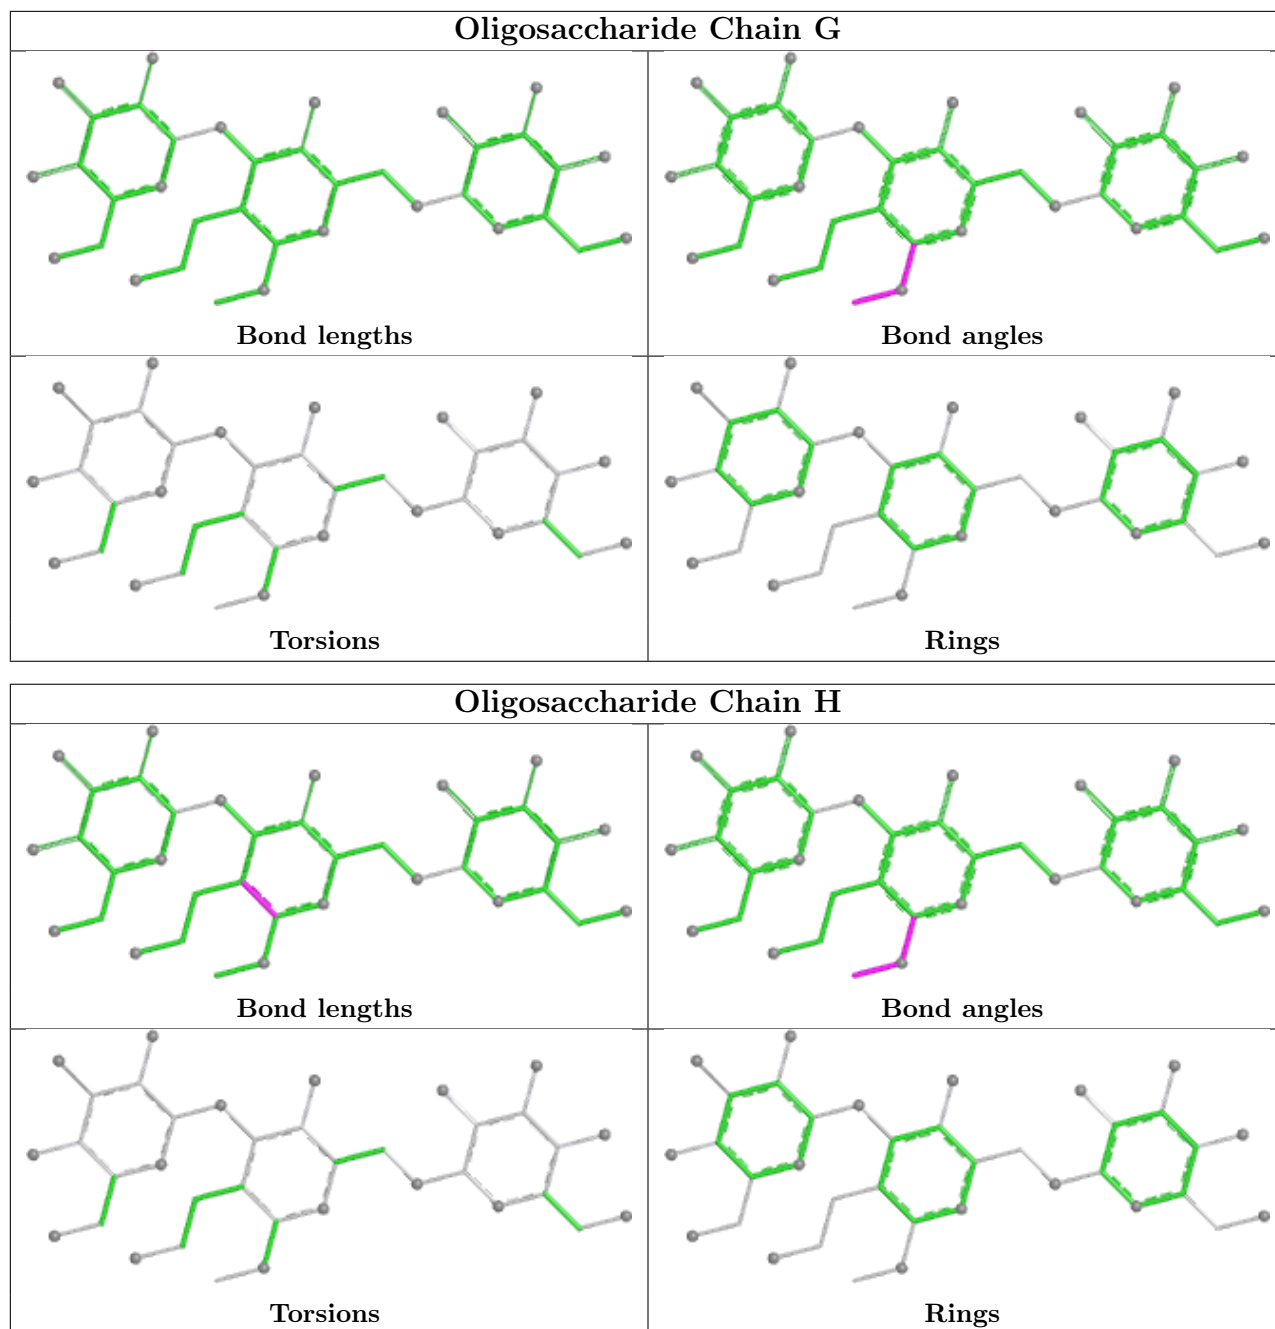 Oligosaccharide Chain G
Bond lengths
Bond angles
Torsions
Rings
Oligosaccharide Chain H
Bond lengths
Bond angles
Torsions
Rings